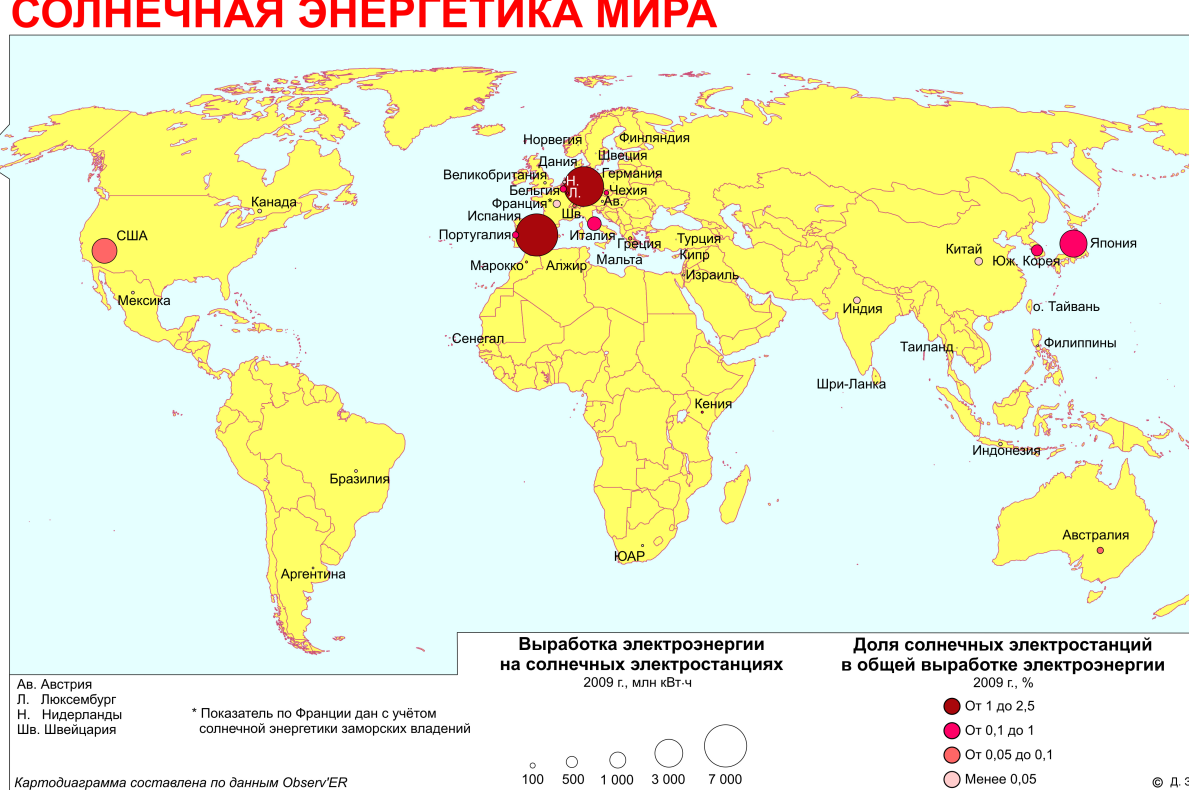 СОЛНЕЧНАЯ ЭНЕРГЕТИКА МИРА
Норвегия
Финляндия
Дания
Швеция
Великобритания
Германия
Н.
Бельгия
Л.
Чехия
Канада
Франция*
Ав.
Испания
Шв.
США
Португалия
Италия
Греция
Турция
Япония
Китай
Кипр
Юж. Корея
Марокко
Алжир
Мальта
Израиль
Мексика
Индия
о. Тайвань
Сенегал
Таиланд
Филиппины
Шри-Ланка
Кения
Индонезия
Бразилия
Австралия
ЮАР
Аргентина
Выработка электроэнергии
на солнечных электростанциях
2009 г., млн кВт·ч
100
500
1 000
3 000
7 000
Доля солнечных электростанций
в общей выработке электроэнергии
2009 г., %
От 1 до 2,5
От 0,1 до 1
От 0,05 до 0,1
Менее 0,05
Ав. Австрия
Л. Люксембург
Н. Нидерланды
Шв. Швейцария
* Показатель по Франции дан с учётом
солнечной энергетики заморских владений
Картодиаграмма составлена по данным Observ'ER
© Д.